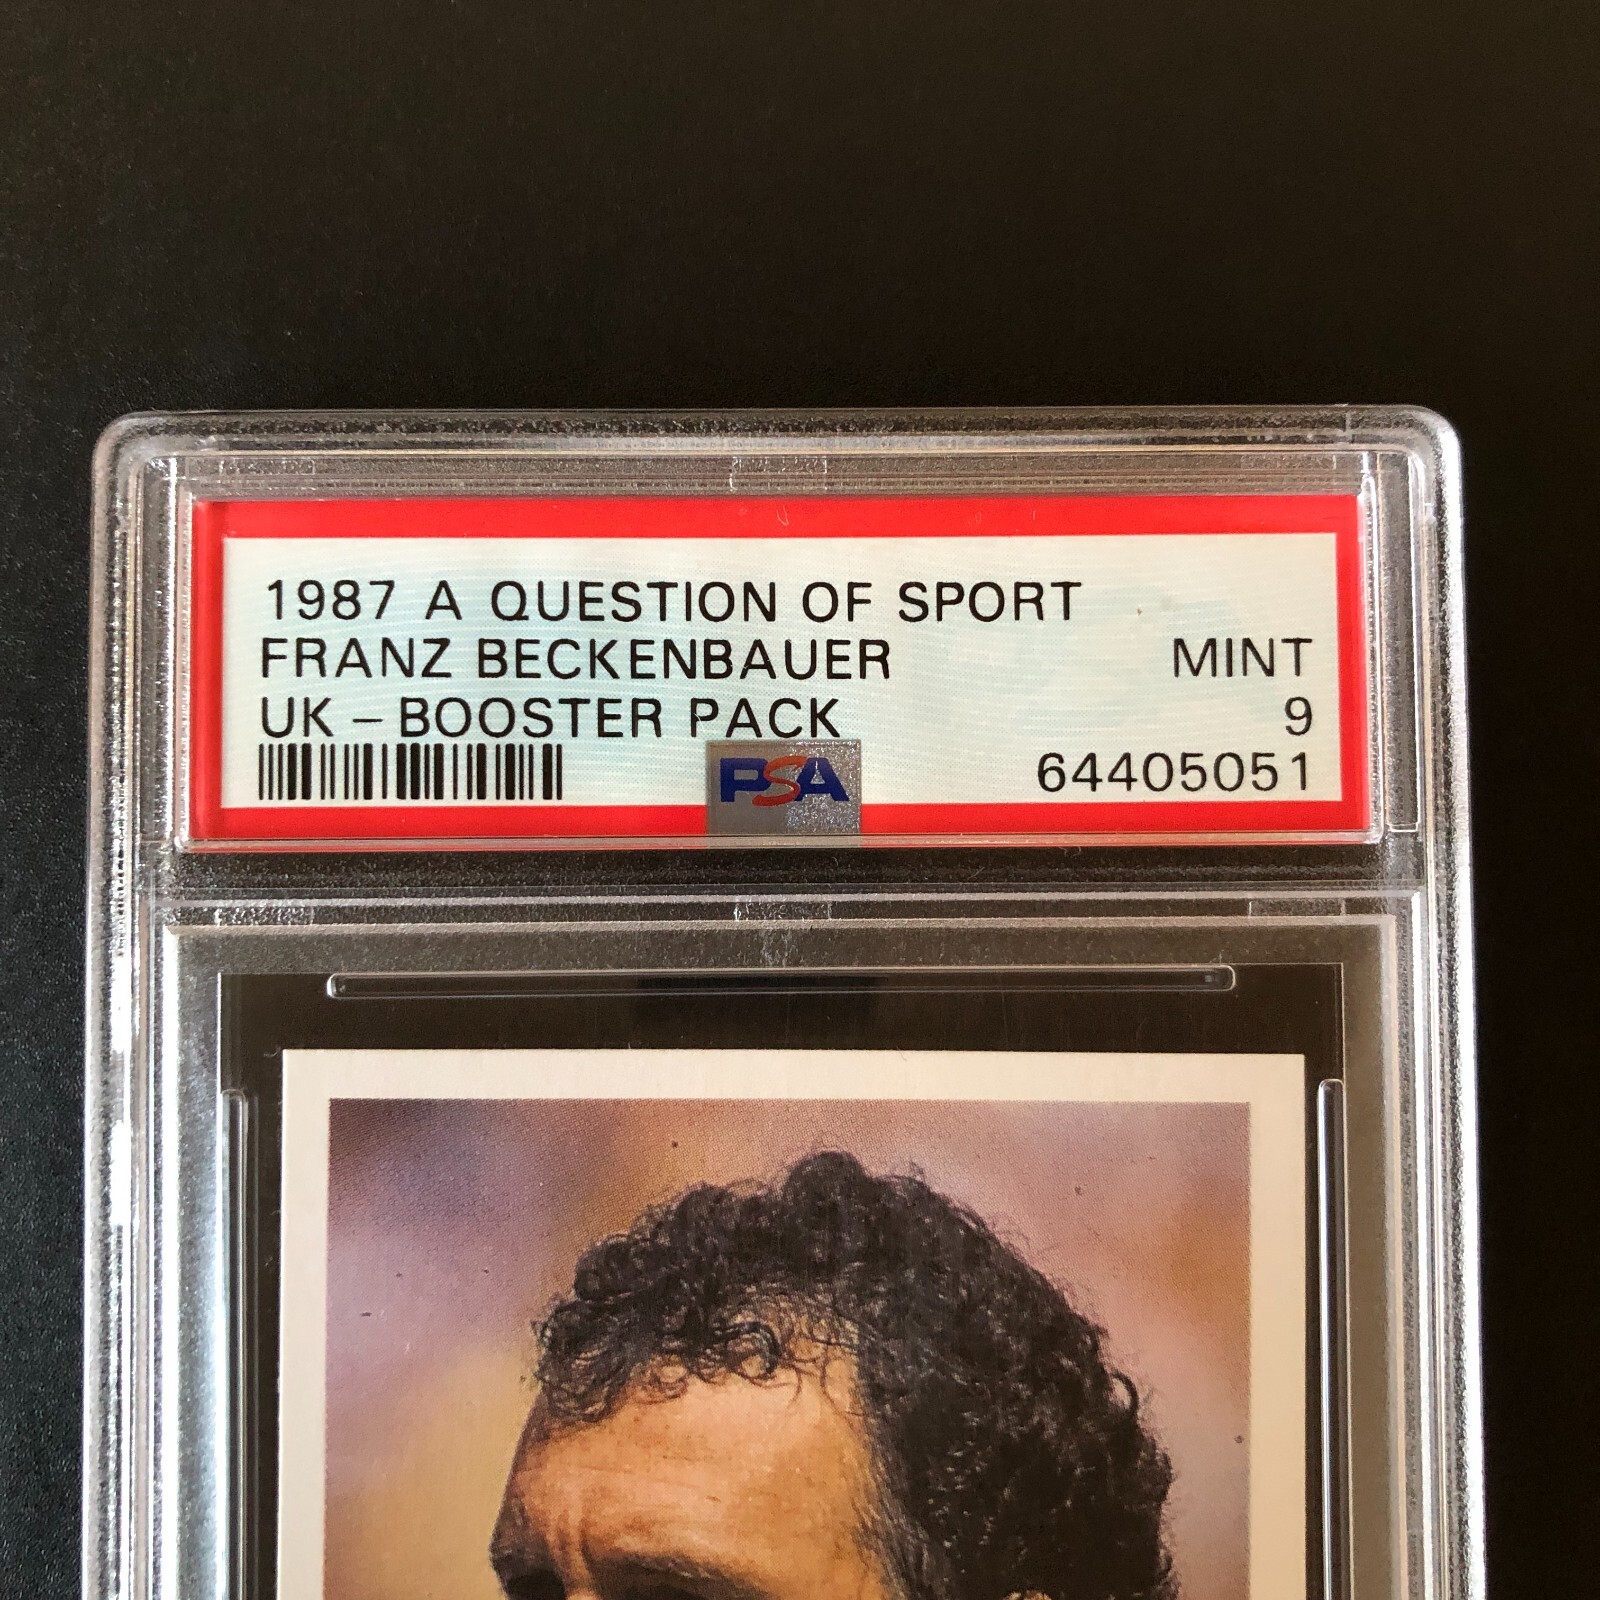 1987 A QUESTION OF SPORT
FRANZ BECKENBAUER MINT
UK - BOOSTER PACK 9
PSA 64405051